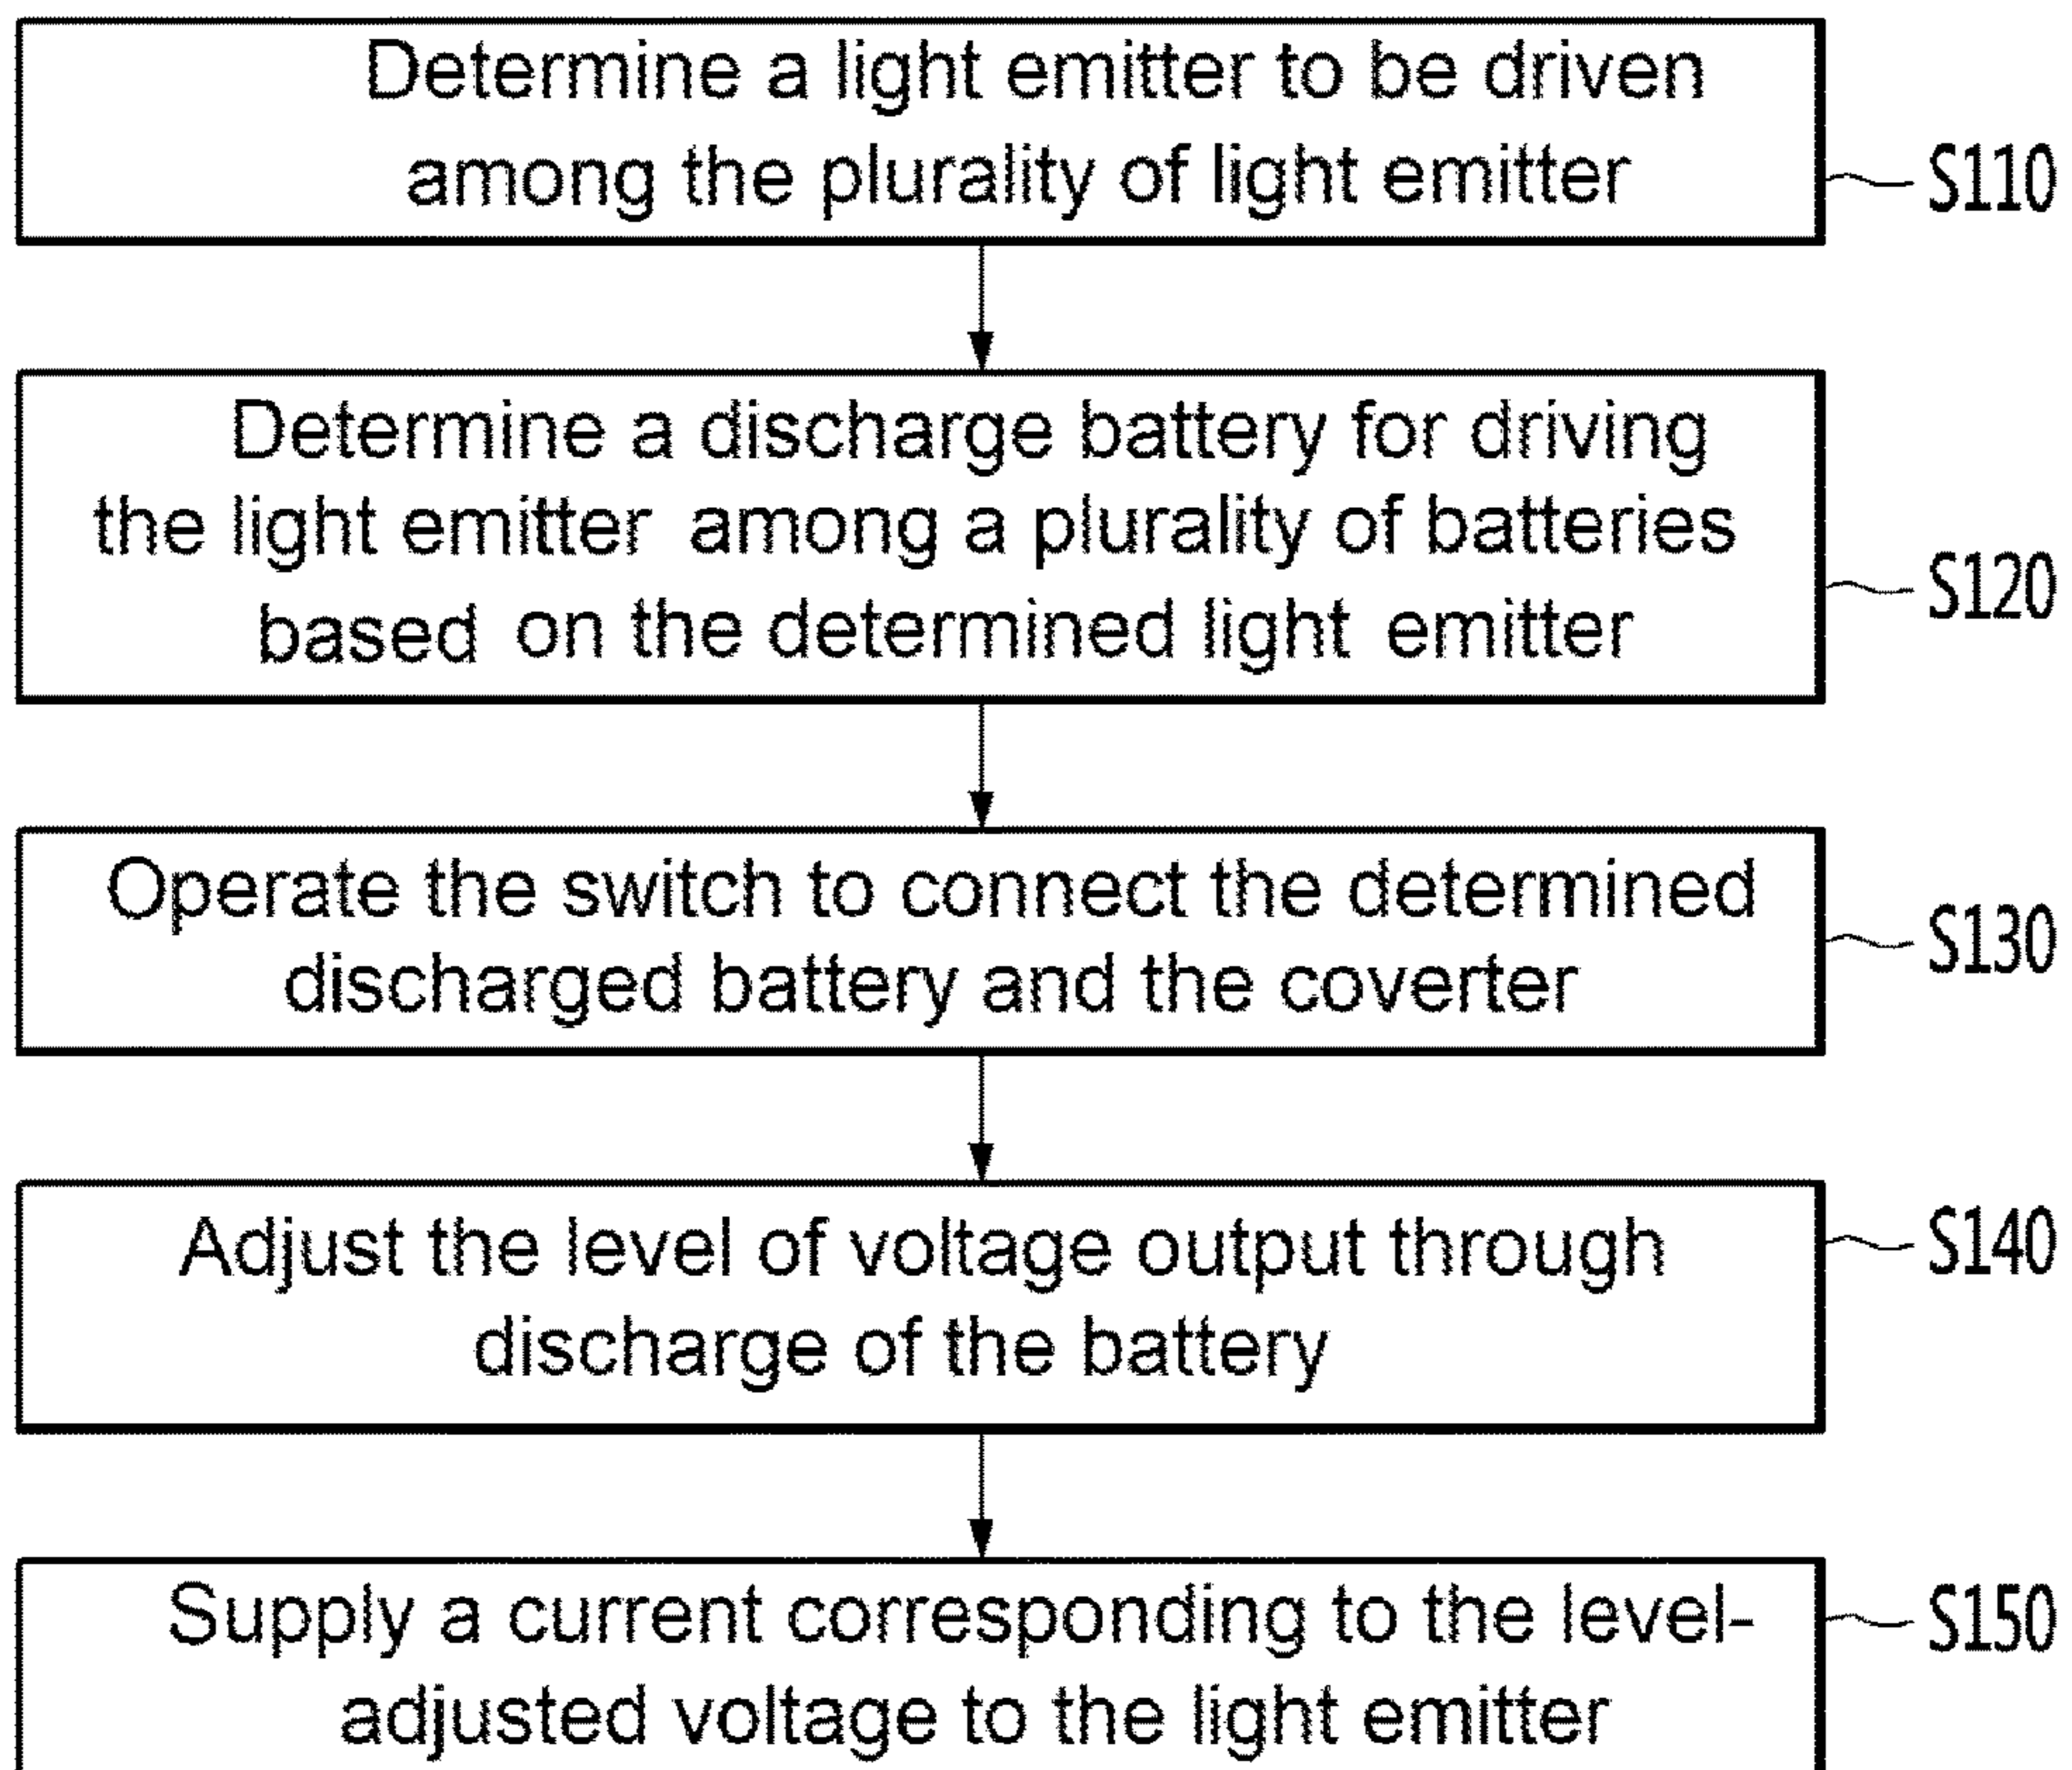 Determine a light emitter to be driven
among the plurality of light emitter
S110
Determine a discharge battery for driving
the light emitter among a plurality of batteries
based on the determined light emitter
S120
Operate the switch to connect the determined
discharged battery and the coverter
S130
Adjust the level of voltage output through
discharge of the battery
S140
Supply a current corresponding to the level-
adjusted voltage to the light emitter
S150